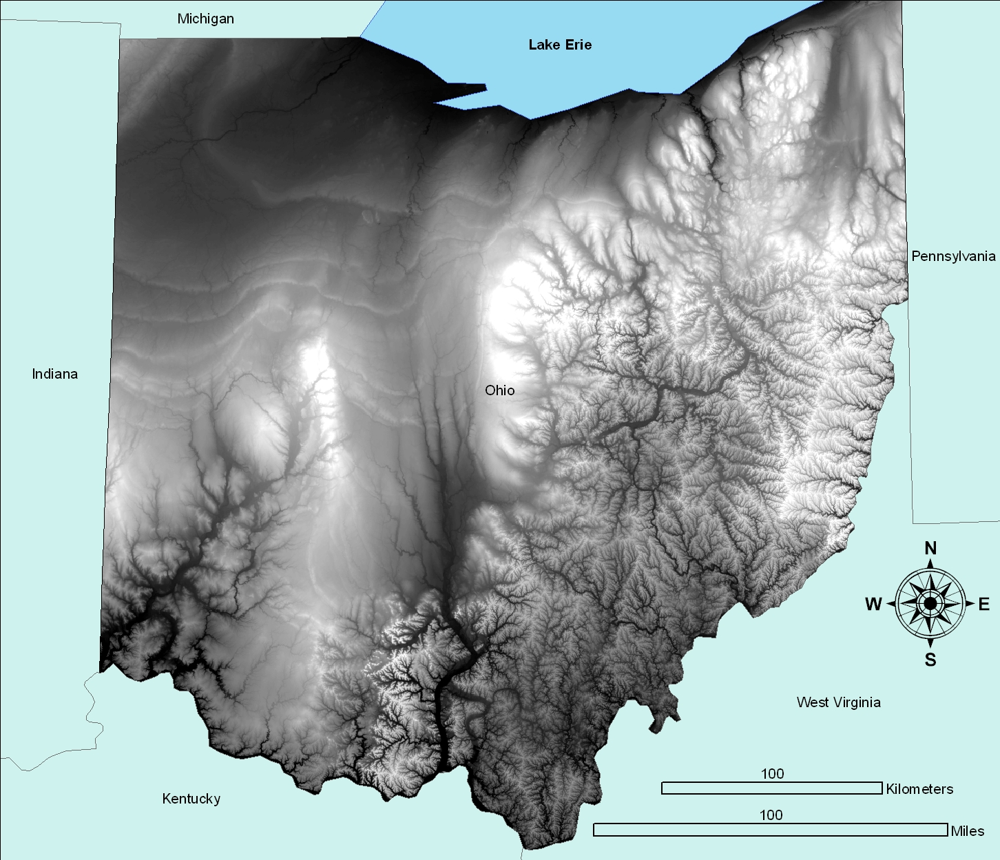 Michigan
Lake Erie
Pennsylvania
Indiana
Ohio
N
W
E
S
West Virginia
100
Kilometers
Kentucky
100
Miles